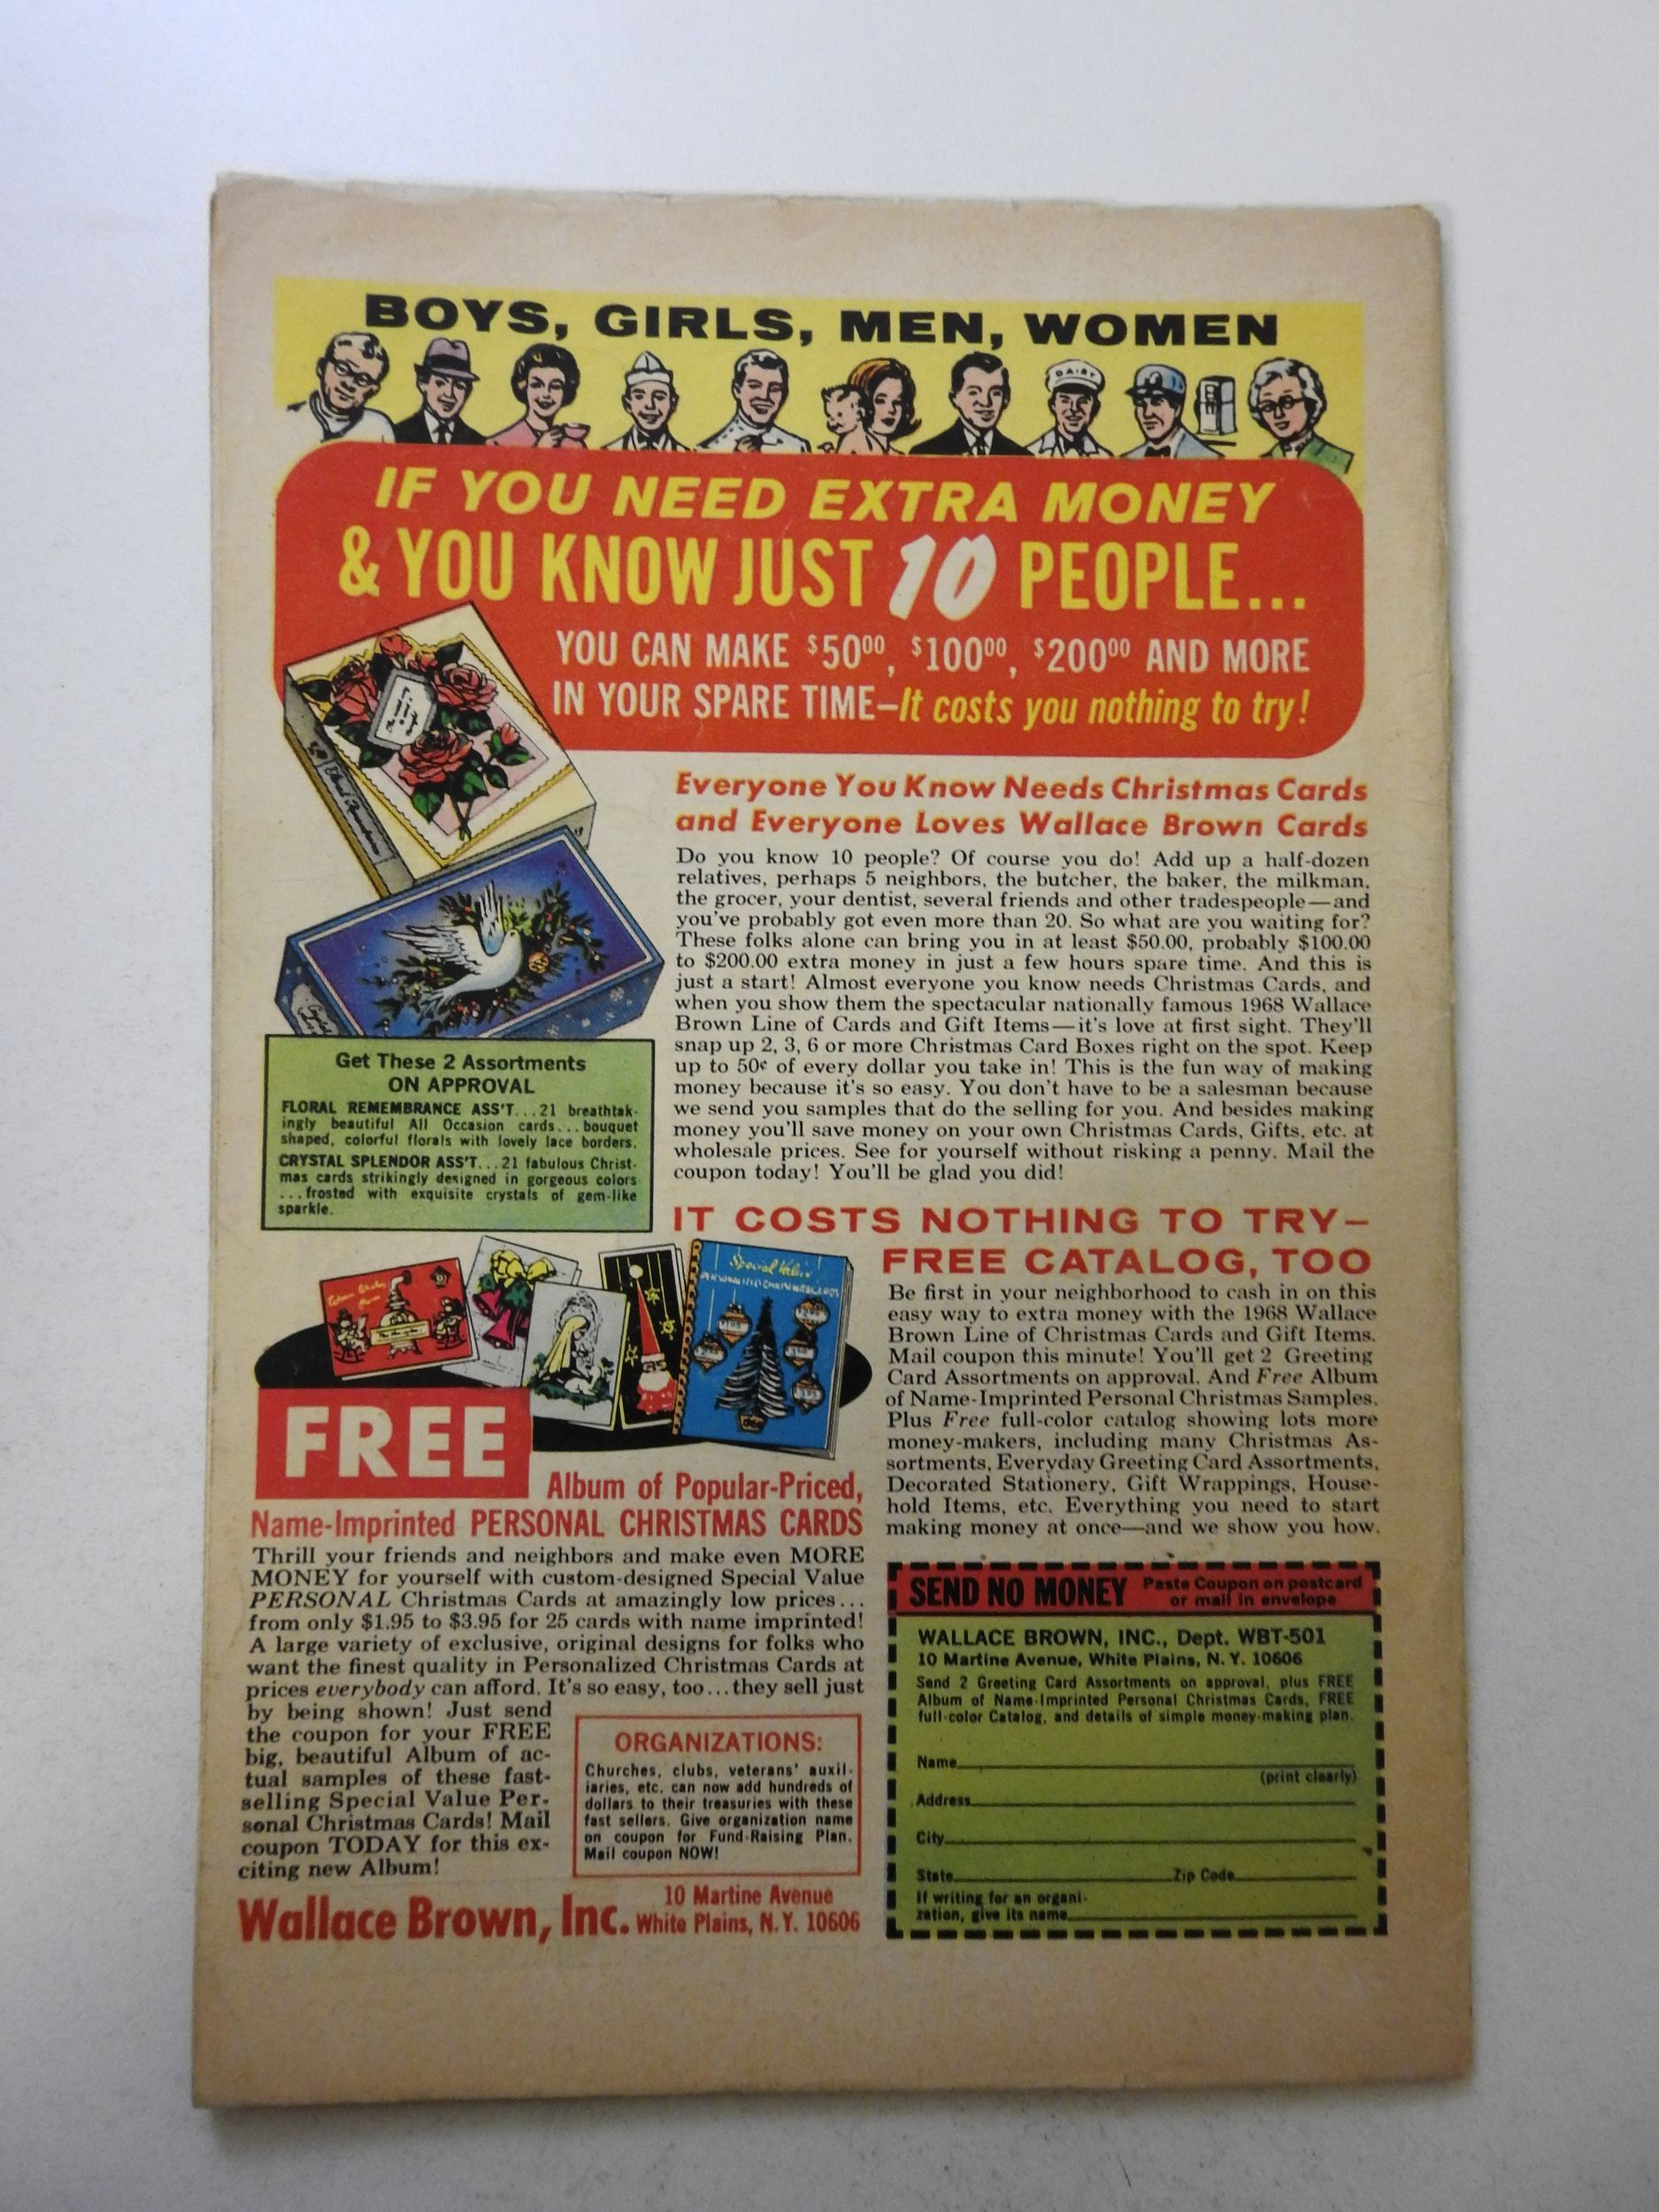 BOYS, GIRLS, MEN, WOMEN
DAIRY
IF YOU NEED EXTRA MONEY
& YOU KNOW JUST 10 PEOPLE...
YOU CAN MAKE $50.00, $100.00, $200.00 AND MORE
IN YOUR SPARE TIME—It costs you nothing to try!
Everyone You Know Needs Christmas Cards
and Everyone Loves Wallace Brown Cards
Do you know 10 people? Of course you do! Add up a half-dozen
relatives, perhaps 5 neighbors, the butcher, the baker, the milkman,
the grocer, your dentist, several friends and other tradespeople—and
you've probably got even more than 20. So what are you waiting for?
These folks alone can bring you in at least $50.00, probably $100.00
to $200.00 extra money in just a few hours spare time. And this is
just a start! Almost everyone you know needs Christmas Cards, and
when you show them the spectacular nationally famous 1968 Wallace
Brown Line of Cards and Gift Items—it's love at first sight. They'll
snap up 2, 3, 6 or more Christmas Card Boxes right on the spot. Keep
up to 50¢ of every dollar you take in! This is the fun way of making
money because it's so easy. You don't have to be a salesman because
we send you samples that do the selling for you. And besides making
money you'll save money on your own Christmas Cards, Gifts, etc. at
wholesale prices. See for yourself without risking a penny. Mail the
coupon today! You'll be glad you did!
Get These 2 Assortments
ON APPROVAL
FLORAL REMEMBRANCE ASS'T...21 breathtak-
ingly beautiful All Occasion cards...bouquet
shaped, colorful florals with lovely lace borders.
CRYSTAL SPLENDOR ASS'T...21 fabulous Christ-
mas cards strikingly designed in gorgeous colors
...frosted with exquisite crystals of gem-like
sparkle.
IT COSTS NOTHING TO TRY—
FREE CATALOG, TOO
Be first in your neighborhood to cash in on this
easy way to extra money with the 1968 Wallace
Brown Line of Christmas Cards and Gift Items.
Mail coupon this minute! You'll get 2 Greeting
Card Assortments on approval. And Free Album
of Name-Imprinted Personal Christmas Samples.
Plus Free full-color catalog showing lots more
money-makers, including many Christmas As-
sortments, Everyday Greeting Card Assortments,
Decorated Stationery, Gift Wrappings, House-
hold Items, etc. Everything you need to start
making money at once—and we show you how.
Special Value
PERSONALIZED CHRISTMAS CARDS
FREE
Album of Popular-Priced,
Name-Imprinted PERSONAL CHRISTMAS CARDS
Thrill your friends and neighbors and make even MORE
MONEY for yourself with custom-designed Special Value
PERSONAL Christmas Cards at amazingly low prices...
from only $1.95 to $3.95 for 25 cards with name imprinted!
A large variety of exclusive, original designs for folks who
want the finest quality in Personalized Christmas Cards at
prices everybody can afford. It's so easy, too...they sell just
by being shown! Just send
the coupon for your FREE
big, beautiful Album of ac-
tual samples of these fast-
selling Special Value Per-
sonal Christmas Cards! Mail
coupon TODAY for this ex-
citing new Album!
ORGANIZATIONS:
Churches, clubs, veterans' auxil-
iaries, etc. can now add hundreds of
dollars to their treasuries with these
fast sellers. Give organization name
on coupon for Fund-Raising Plan.
Mail coupon NOW!
Wallace Brown, Inc.
10 Martine Avenue
White Plains, N.Y. 10606
SEND NO MONEY
Paste Coupon on postcard
or mail in envelope
WALLACE BROWN, INC., Dept. WBT-501
10 Martine Avenue, White Plains, N. Y. 10606
Send 2 Greeting Card Assortments on approval, plus FREE
Album of Name-Imprinted Personal Christmas Cards, FREE
full-color Catalog, and details of simple money-making plan.
Name
(print clearly)
Address
City
State Zip Code
If writing for an organi-
zation, give its name